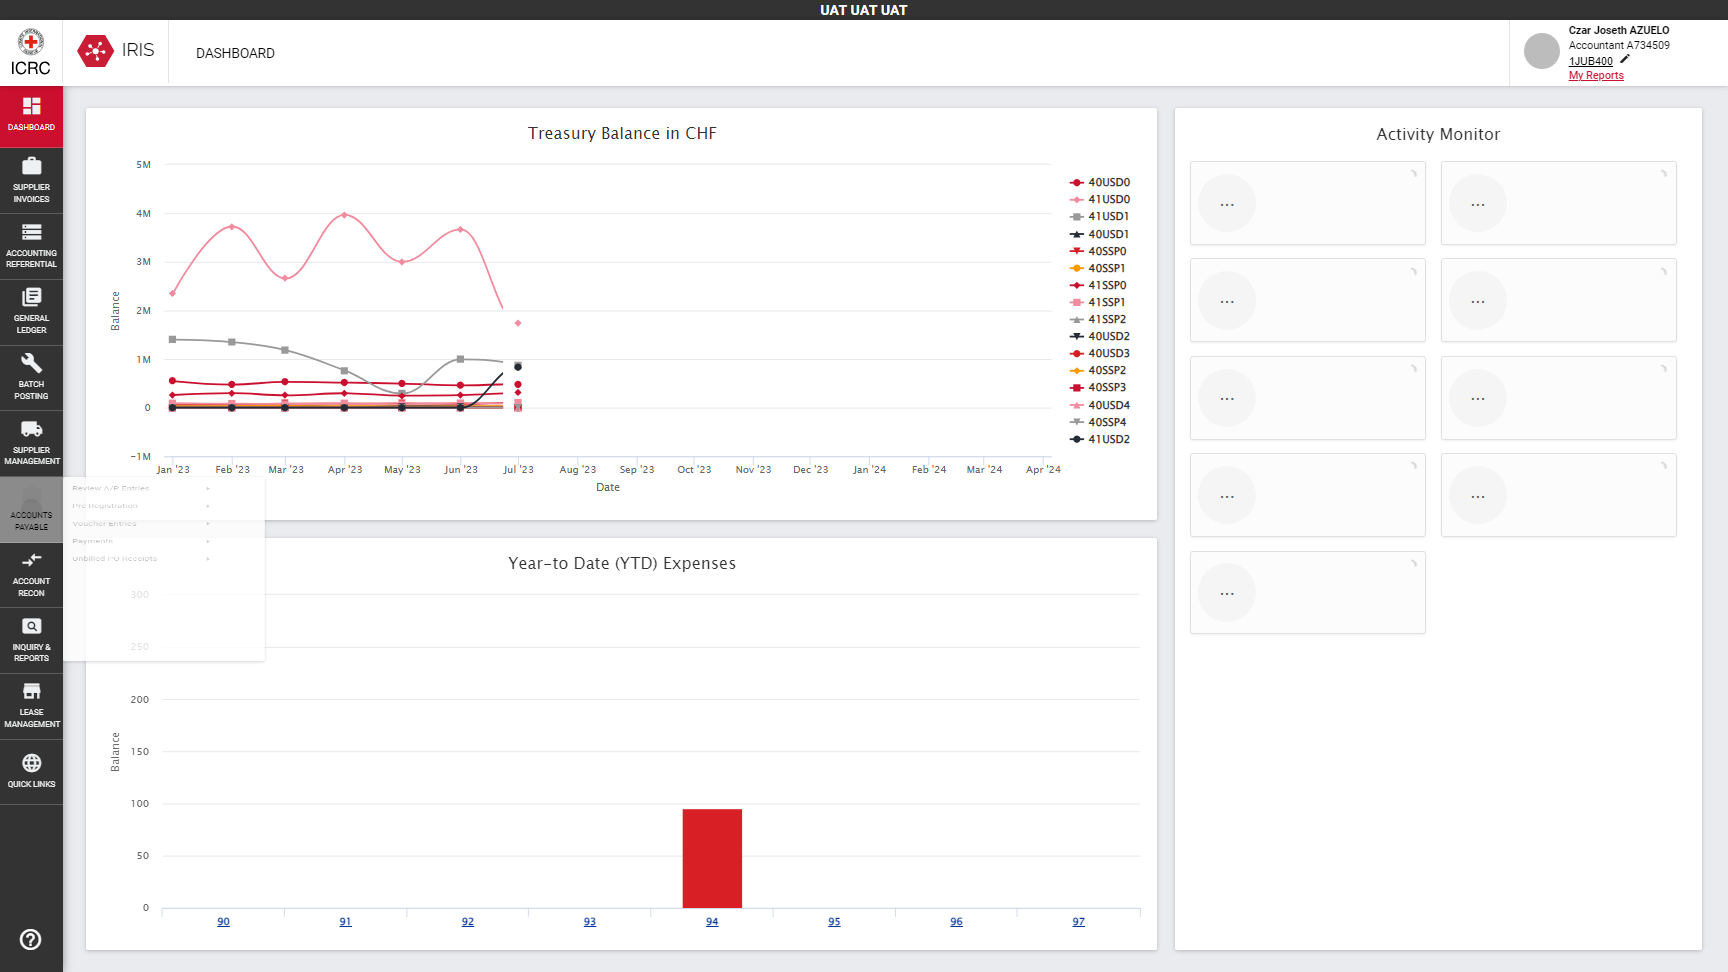 UAT UAT UAT
ICRC
IRIS
DASHBOARD
Czar Joseth AZUELO
Accountant A734509
1JUB400
My Reports
DASHBOARD
SUPPLIER
INVOICES
ACCOUNTING
REFERENTIAL
GENERAL
LEDGER
BATCH
POSTING
SUPPLIER
MANAGEMENT
ACCOUNTS
PAYABLE
ACCOUNT
RECON
INQUIRY &
REPORTS
LEASE
MANAGEMENT
QUICK LINKS
Review A/P Entries
Pre Registration
Voucher Entries
Payments
Unbilled PO Receipts
Treasury Balance in CHF
Balance
5M
4M
3M
2M
1M
0
−1M
Jan '23 Feb '23 Mar '23 Apr '23 May '23 Jun '23 Jul '23 Aug '23 Sep '23 Oct '23 Nov '23 Dec '23 Jan '24 Feb '24 Mar '24 Apr '24
Date
40USD0
41USD0
41USD1
40USD1
40SSP0
40SSP1
41SSP0
41SSP1
41SSP2
40USD2
40USD3
40SSP2
40SSP3
40USD4
40SSP4
41USD2
Year-to Date (YTD) Expenses
Balance
300
250
200
150
100
50
0
90 91 92 93 94 95 96 97
Activity Monitor
... ...
... ...
... ...
... ...
...